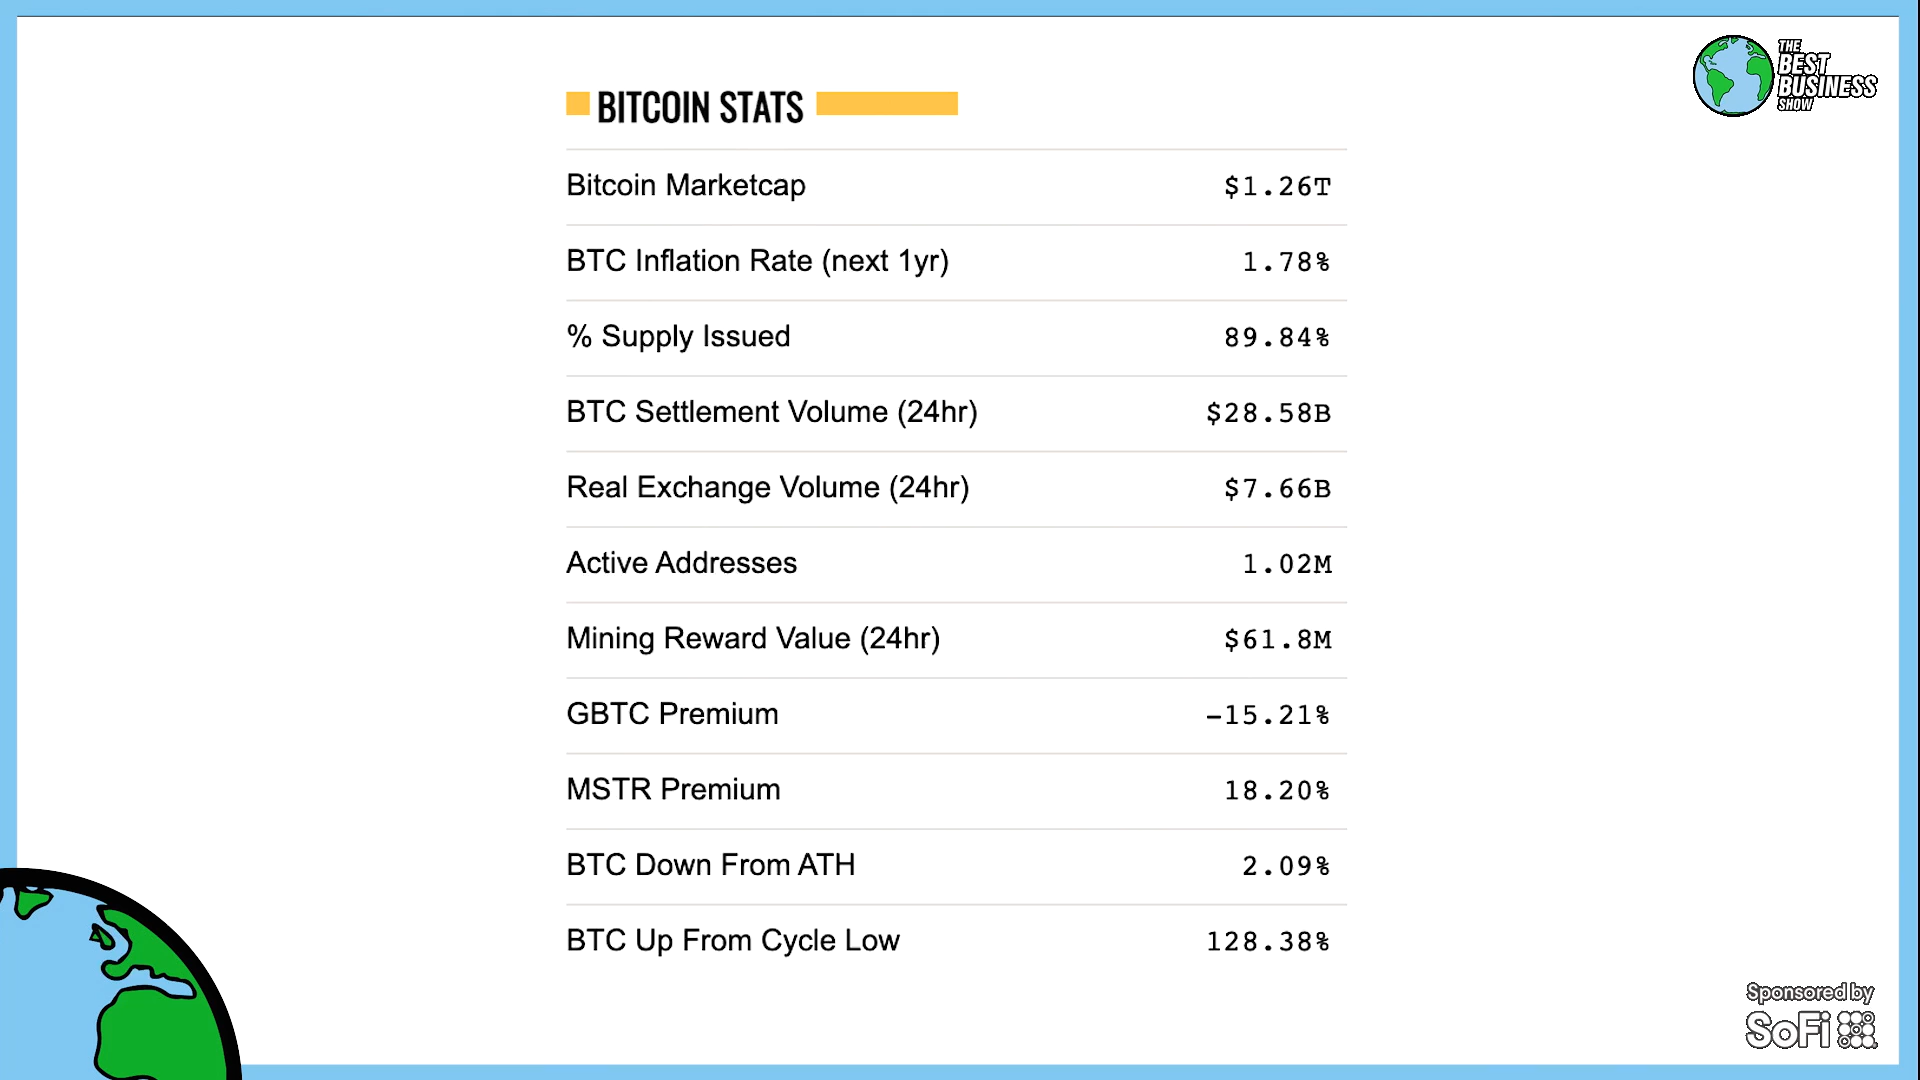 THE
BEST
BUSINESS
SHOW
BITCOIN STATS
Bitcoin Marketcap $1.26T
BTC Inflation Rate (next 1yr) 1.78%
% Supply Issued 89.84%
BTC Settlement Volume (24hr) $28.58B
Real Exchange Volume (24hr) $7.66B
Active Addresses 1.02M
Mining Reward Value (24hr) $61.8M
GBTC Premium -15.21%
MSTR Premium 18.20%
BTC Down From ATH 2.09%
BTC Up From Cycle Low 128.38%
Sponsored by
SoFi